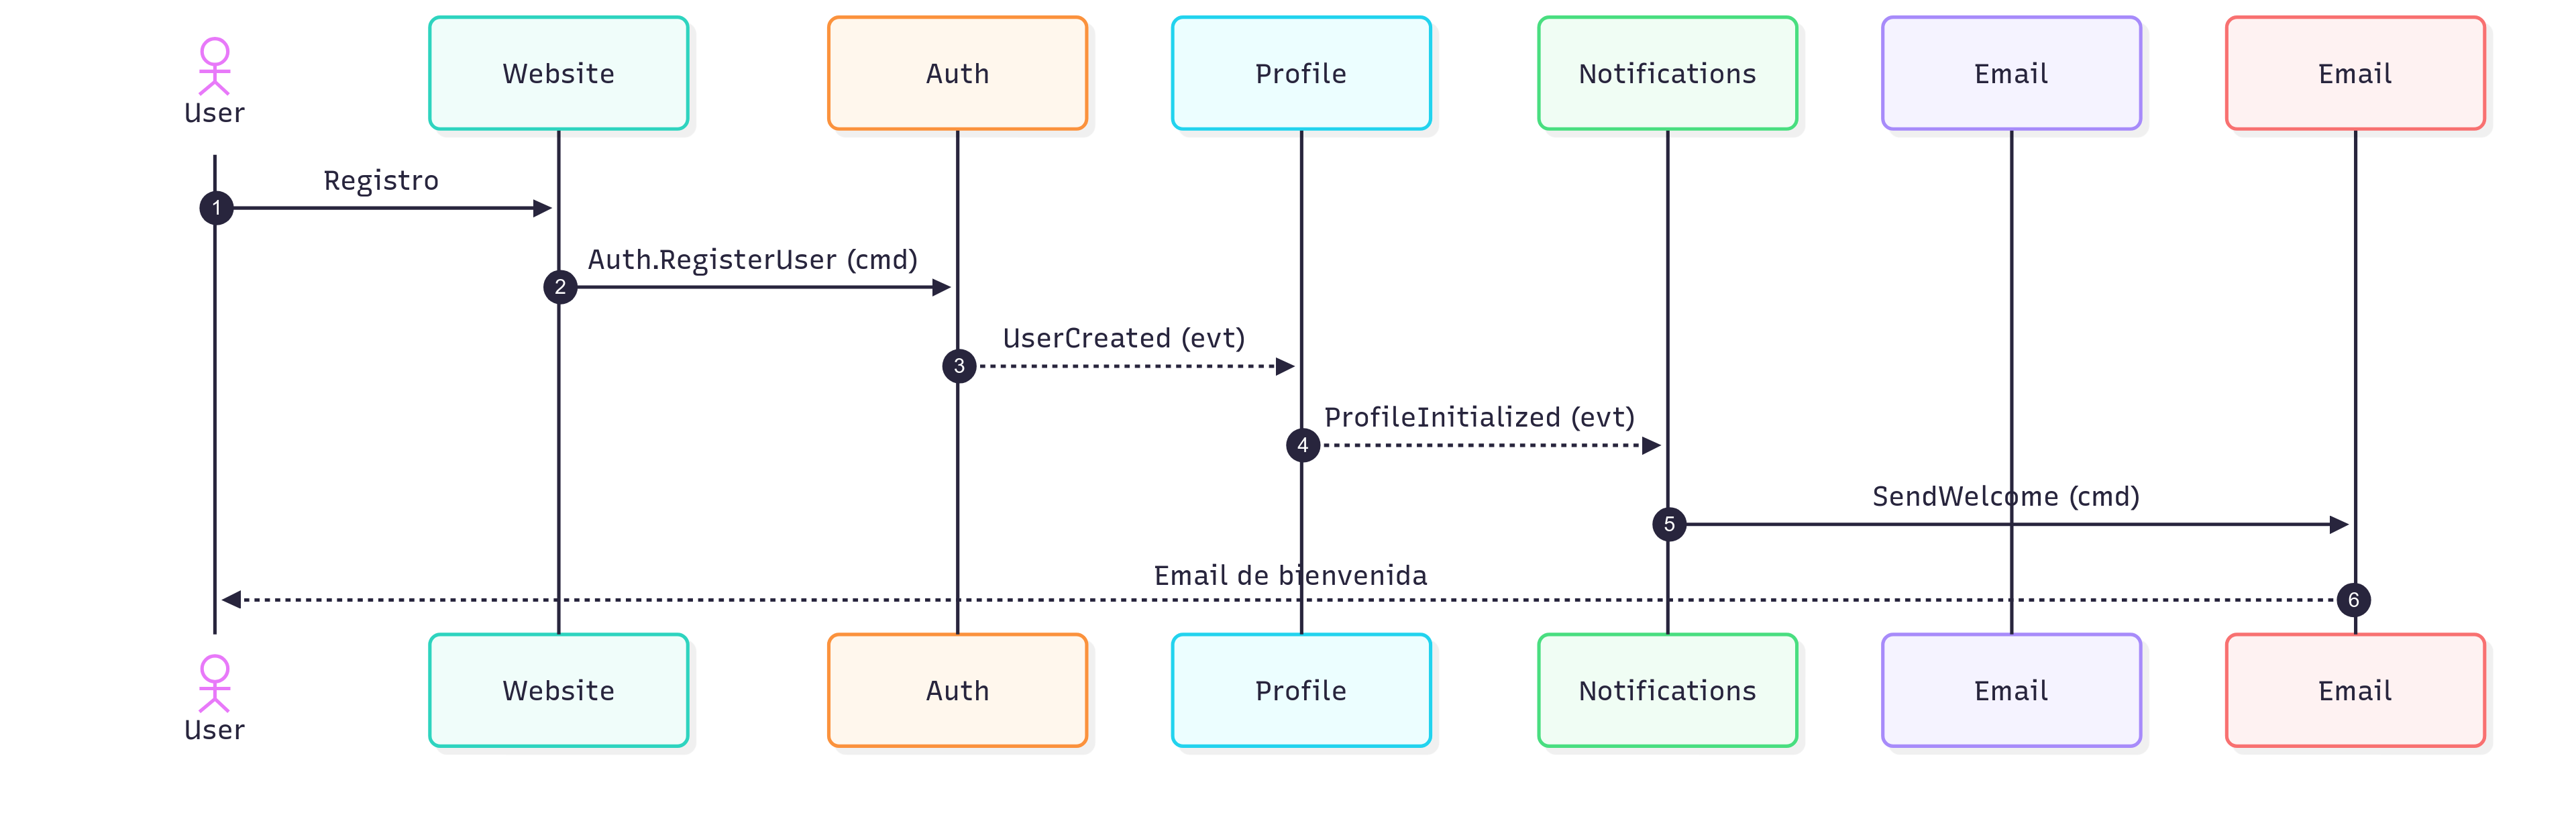 User
Website
Auth
Profile
Notifications
Email
Email
Registro
1
Auth.RegisterUser (cmd)
2
UserCreated (evt)
3
ProfileInitialized (evt)
4
SendWelcome (cmd)
5
Email de bienvenida
6
User
Website
Auth
Profile
Notifications
Email
Email